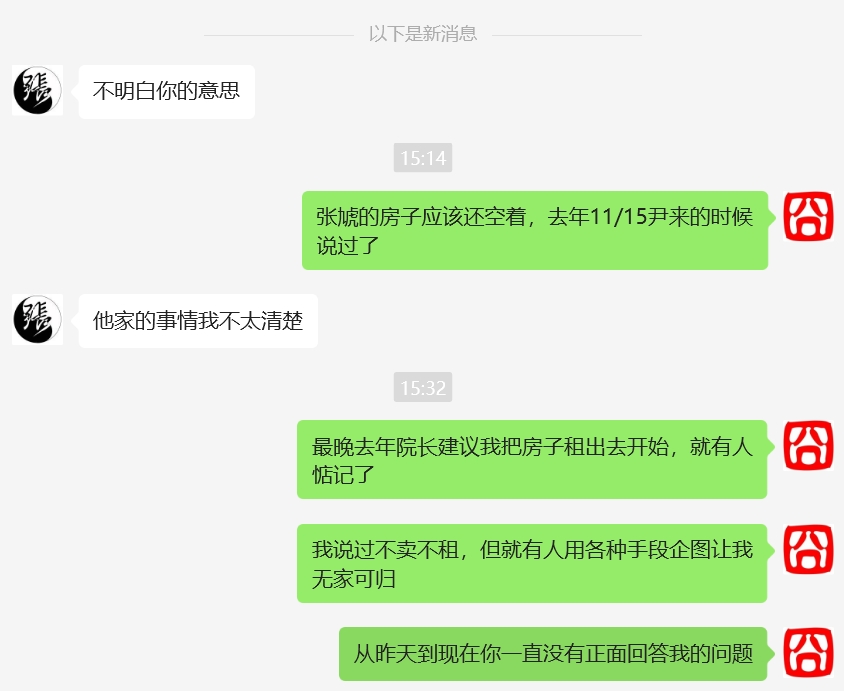 以下是新消息
張
不明白你的意思
15:14
张虓的房子应该还空着，去年11/15尹来的时候
说过了
囧
張
他家的事情我不太清楚
15:32
最晚去年院长建议我把房子租出去开始，就有人
惦记了
囧
我说过不卖不租，但就有人用各种手段企图让我
无家可归
囧
从昨天到现在你一直没有正面回答我的问题
囧